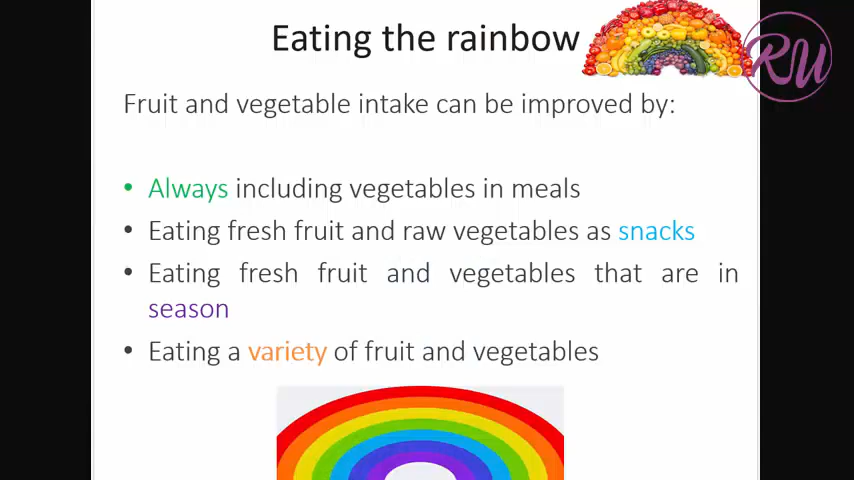 Eating the rainbow
RU
Fruit and vegetable intake can be improved by:
• Always including vegetables in meals
• Eating fresh fruit and raw vegetables as snacks
• Eating fresh fruit and vegetables that are in
season
• Eating a variety of fruit and vegetables